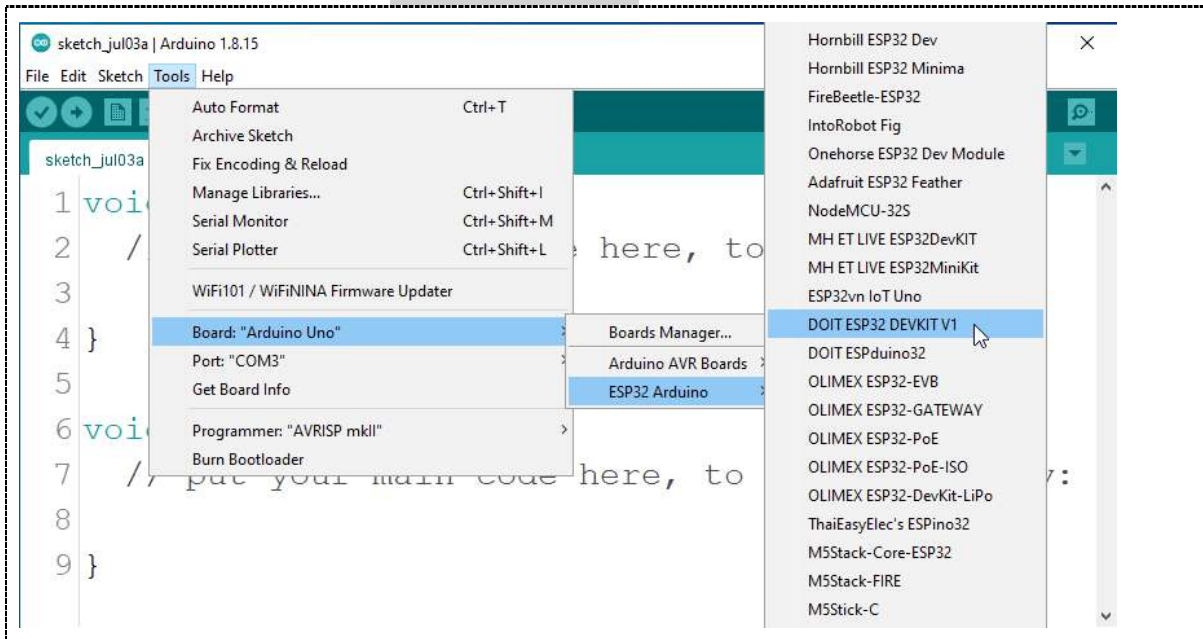 sketch_jul03a | Arduino 1.8.15
File Edit Sketch Tools Help
sketch_jul03a
Auto Format Ctrl+T
Archive Sketch
Fix Encoding & Reload
Manage Libraries... Ctrl+Shift+I
Serial Monitor Ctrl+Shift+M
Serial Plotter Ctrl+Shift+L
WiFi101 / WiFiNINA Firmware Updater
Board: "Arduino Uno"
Port: "COM3"
Get Board Info
Programmer: "AVRISP mkII"
Burn Bootloader
Boards Manager...
Arduino AVR Boards
ESP32 Arduino
Hornbill ESP32 Dev
Hornbill ESP32 Minima
FireBeetle-ESP32
IntoRobot Fig
Onehorse ESP32 Dev Module
Adafruit ESP32 Feather
NodeMCU-32S
MH ET LIVE ESP32DevKIT
MH ET LIVE ESP32MiniKit
ESP32vn IoT Uno
DOIT ESP32 DEVKIT V1
DOIT ESPduino32
OLIMEX ESP32-EVB
OLIMEX ESP32-GATEWAY
OLIMEX ESP32-PoE
OLIMEX ESP32-PoE-ISO
OLIMEX ESP32-DevKit-LiPo
ThaiEasyElec's ESPino32
M5Stack-Core-ESP32
M5Stack-FIRE
M5Stick-C
1 voi
2 / here, to
3
4 }
5
6 voi
7 // put your main code here, to :
8
9 }